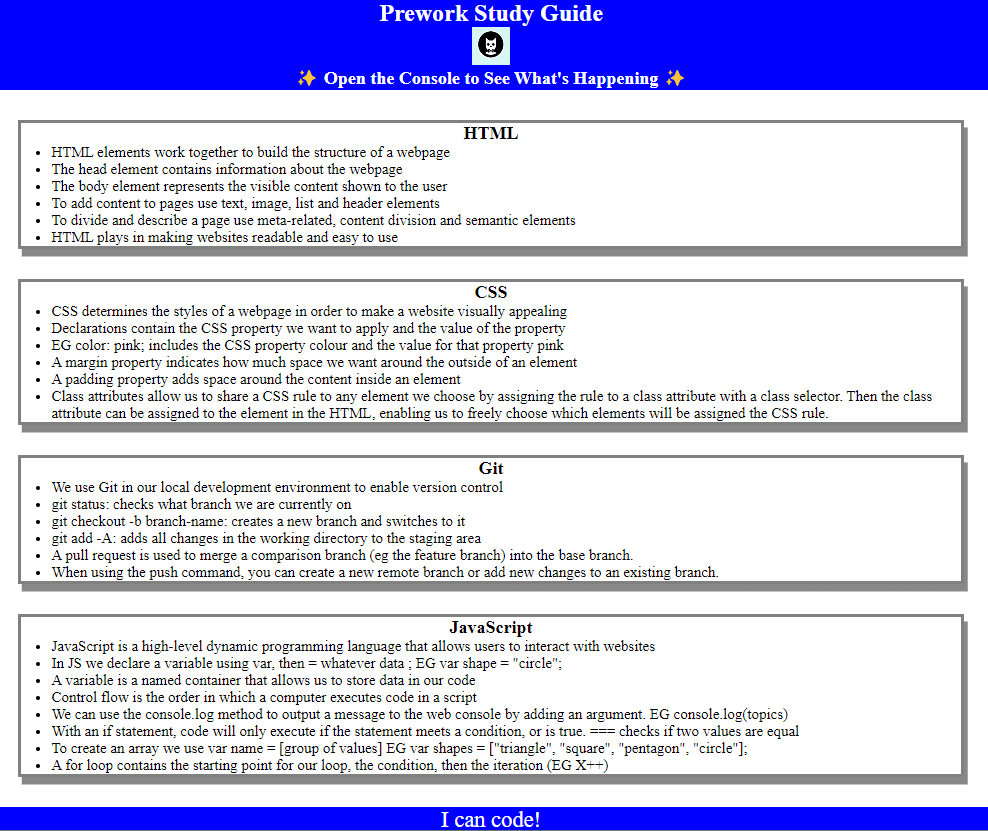 Prework Study Guide
✨ Open the Console to See What's Happening ✨
HTML
• HTML elements work together to build the structure of a webpage
• The head element contains information about the webpage
• The body element represents the visible content shown to the user
• To add content to pages use text, image, list and header elements
• To divide and describe a page use meta-related, content division and semantic elements
• HTML plays in making websites readable and easy to use
CSS
• CSS determines the styles of a webpage in order to make a website visually appealing
• Declarations contain the CSS property we want to apply and the value of the property
• EG color: pink; includes the CSS property colour and the value for that property pink
• A margin property indicates how much space we want around the outside of an element
• A padding property adds space around the content inside an element
• Class attributes allow us to share a CSS rule to any element we choose by assigning the rule to a class attribute with a class selector. Then the class
attribute can be assigned to the element in the HTML, enabling us to freely choose which elements will be assigned the CSS rule.
Git
• We use Git in our local development environment to enable version control
• git status: checks what branch we are currently on
• git checkout -b branch-name: creates a new branch and switches to it
• git add -A: adds all changes in the working directory to the staging area
• A pull request is used to merge a comparison branch (eg the feature branch) into the base branch.
• When using the push command, you can create a new remote branch or add new changes to an existing branch.
JavaScript
• JavaScript is a high-level dynamic programming language that allows users to interact with websites
• In JS we declare a variable using var, then = whatever data ; EG var shape = "circle";
• A variable is a named container that allows us to store data in our code
• Control flow is the order in which a computer executes code in a script
• We can use the console.log method to output a message to the web console by adding an argument. EG console.log(topics)
• With an if statement, code will only execute if the statement meets a condition, or is true. === checks if two values are equal
• To create an array we use var name = [group of values] EG var shapes = ["triangle", "square", "pentagon", "circle"];
• A for loop contains the starting point for our loop, the condition, then the iteration (EG X++)
I can code!